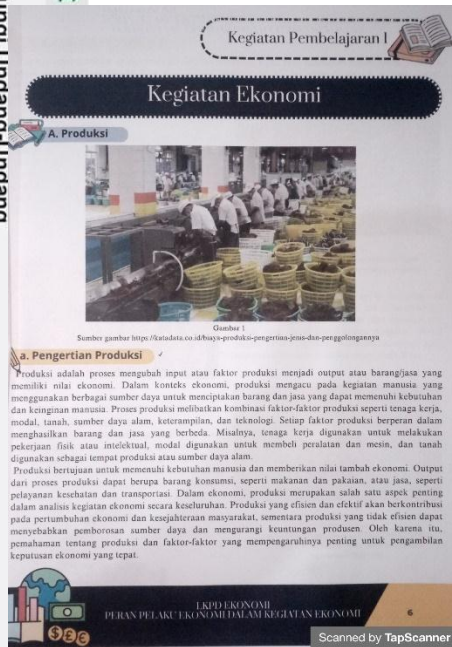 Kegiatan Pembelajaran 1
Kegiatan Ekonomi
A. Produksi
Gambar 1
Sumber gambar https://katadata.co.id/biaya-produksi-pengertian-jenis-dan-penggolongannya
a. Pengertian Produksi
Produksi adalah proses mengubah input atau faktor produksi menjadi output atau barang/jasa yang
memiliki nilai ekonomi. Dalam konteks ekonomi, produksi mengacu pada kegiatan manusia yang
menggunakan berbagai sumber daya untuk menciptakan barang dan jasa yang dapat memenuhi kebutuhan
dan keinginan manusia. Proses produksi melibatkan kombinasi faktor-faktor produksi seperti tenaga kerja,
modal, tanah, sumber daya alam, keterampilan, dan teknologi. Setiap faktor produksi berperan dalam
menghasilkan barang dan jasa yang berbeda. Misalnya, tenaga kerja digunakan untuk melakukan
pekerjaan fisik atau intelektual, modal digunakan untuk membeli peralatan dan mesin, dan tanah
digunakan sebagai tempat produksi atau sumber daya alam.
Produksi bertujuan untuk memenuhi kebutuhan manusia dan memberikan nilai tambah ekonomi. Output
dari proses produksi dapat berupa barang konsumsi, seperti makanan dan pakaian, atau jasa, seperti
pelayanan kesehatan dan transportasi. Dalam ekonomi, produksi merupakan salah satu aspek penting
dalam analisis kegiatan ekonomi secara keseluruhan. Produksi yang efisien dan efektif akan berkontribusi
pada pertumbuhan ekonomi dan kesejahteraan masyarakat, sementara produksi yang tidak efisien dapat
menyebabkan pemborosan sumber daya dan mengurangi keuntungan produsen. Oleh karena itu,
pemahaman tentang produksi dan faktor-faktor yang mempengaruhinya penting untuk pengambilan
keputusan ekonomi yang tepat.
LKPD EKONOMI
PERAN PELAKU EKONOMI DALAM KEGIATAN EKONOMI
6
Scanned by TapScanner